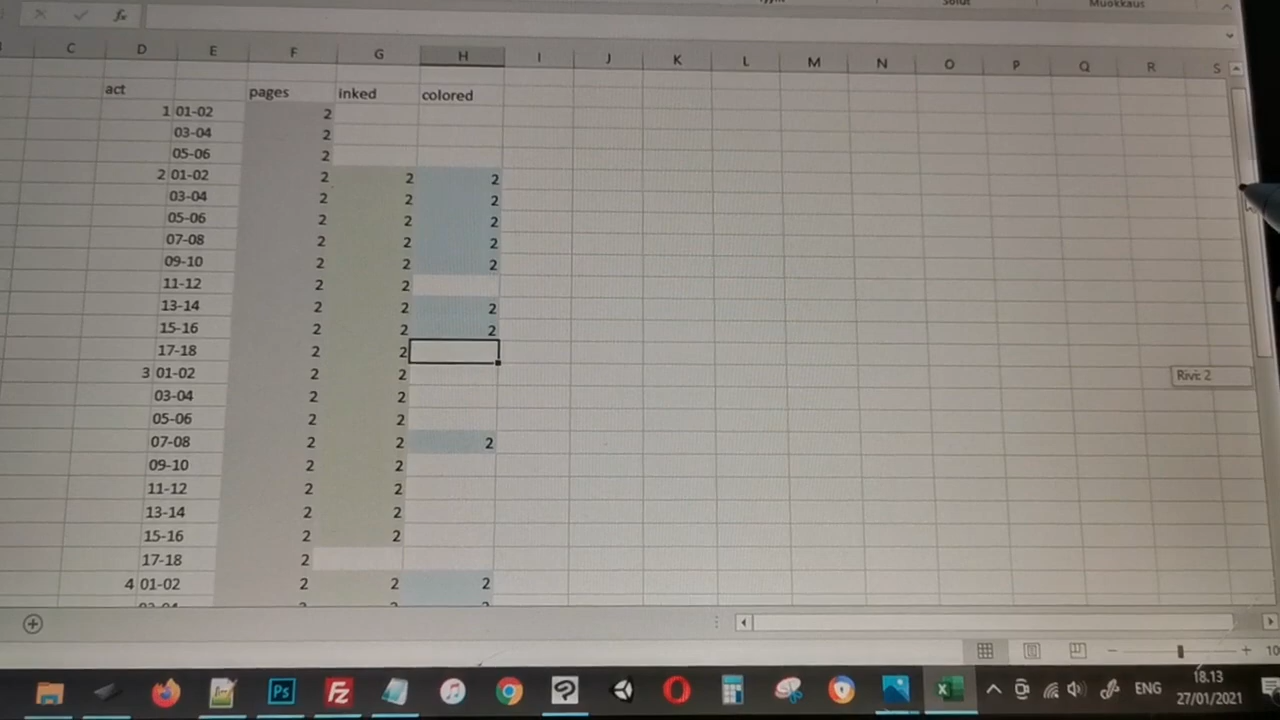 Muokkaus
fx
C D E F G H I J K L M N O P Q R S
act pages inked colored
1 01-02 2
03-04 2
05-06 2
2 01-02 2 2 2
03-04 2 2 2
05-06 2 2 2
07-08 2 2 2
09-10 2 2 2
11-12 2 2
13-14 2 2 2
15-16 2 2 2
17-18 2 2
3 01-02 2 2
03-04 2 2
05-06 2 2
07-08 2 2 2
09-10 2 2
11-12 2 2
13-14 2 2
15-16 2 2
17-18 2
4 01-02 2 2 2
Rivi: 2
Ps
Fz
X
ENG
18.13
27/01/2021